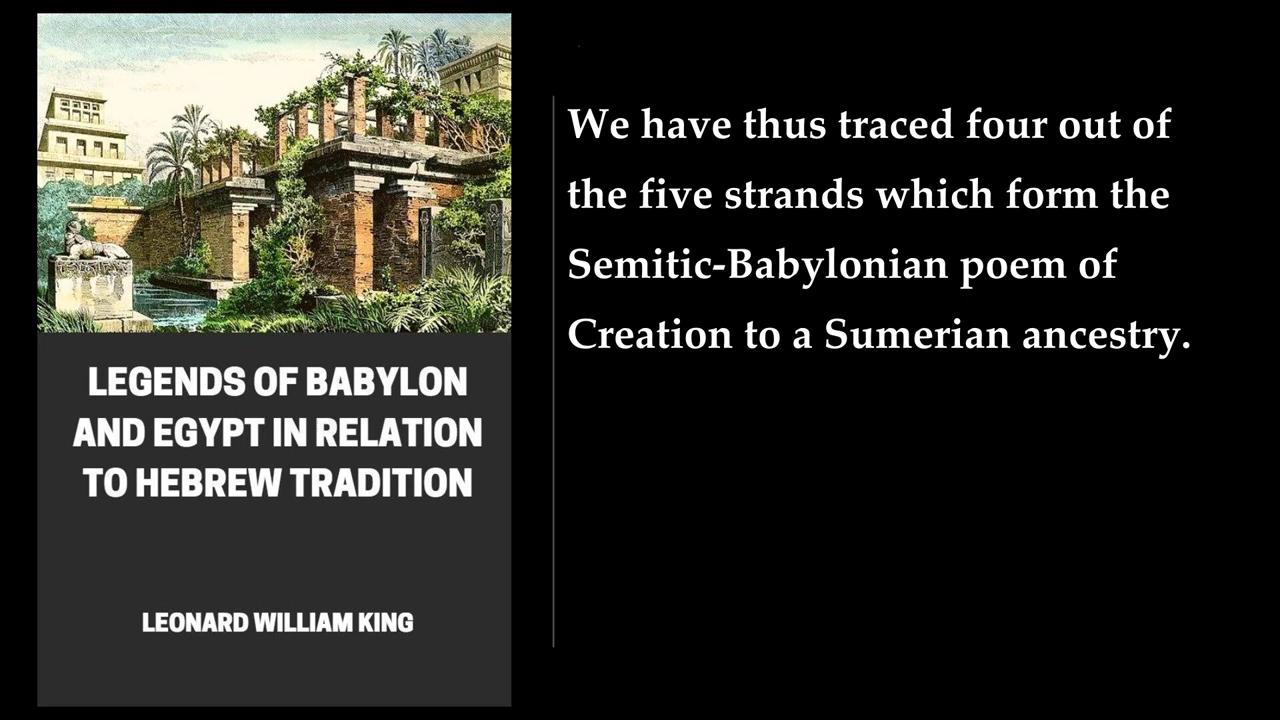 LEGENDS OF BABYLON
AND EGYPT IN RELATION
TO HEBREW TRADITION
LEONARD WILLIAM KING
We have thus traced four out of
the five strands which form the
Semitic-Babylonian poem of
Creation to a Sumerian ancestry.